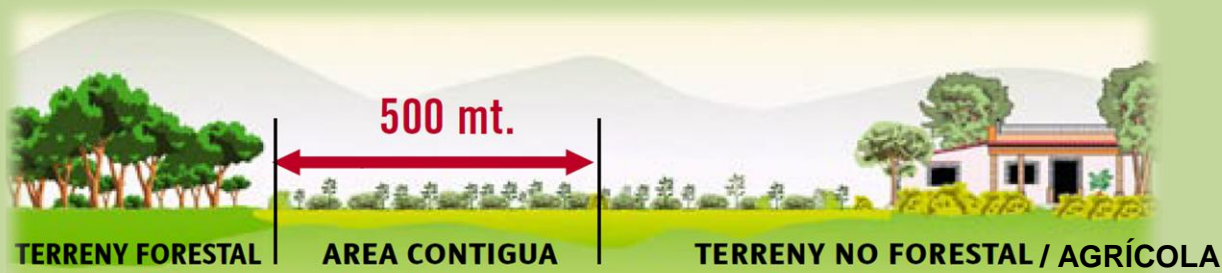 500 mt.
TERRENY FORESTAL AREA CONTIGUA TERRENY NO FORESTAL / AGRÍCOLA